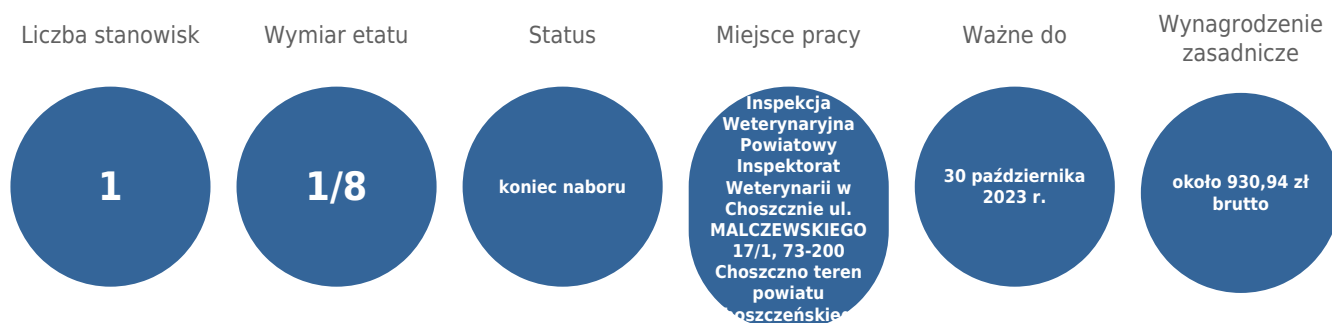 Liczba stanowisk
1
Wymiar etatu
1/8
Status
koniec naboru
Miejsce pracy
Inspekcja
Weterynaryjna
Powiatowy
Inspektorat
Weterynarii w
Choszcznie ul.
MALCZEWSKIEGO
17/1, 73-200
Choszczno teren
powiatu
Ważne do
30 października
2023 r.
Wynagrodzenie
zasadnicze
około 930,94 zł
brutto